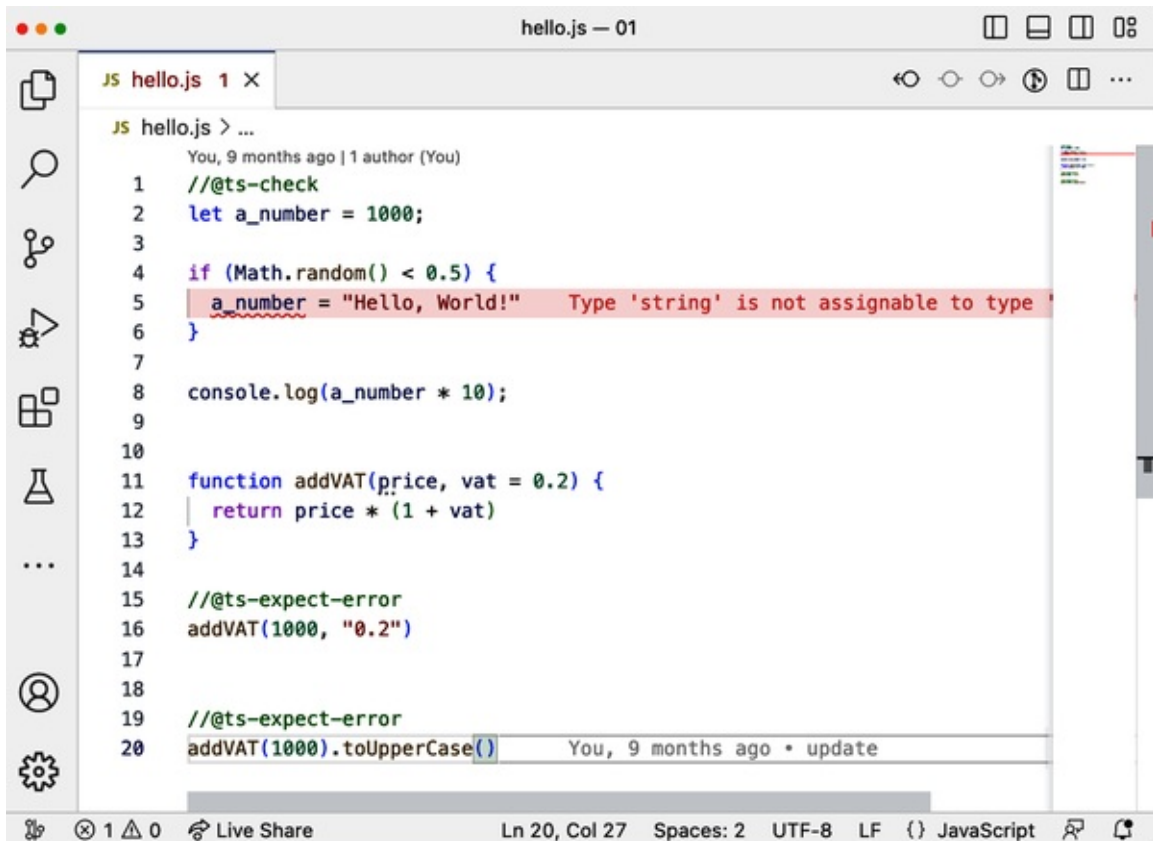 hello.js — 01
JS hello.js 1
JS hello.js > ...
You, 9 months ago | 1 author (You)
1 //@ts-check
2 let a_number = 1000;
3
4 if (Math.random() < 0.5) {
5 a_number = "Hello, World!" Type 'string' is not assignable to type '
6 }
7
8 console.log(a_number * 10);
9
10
11 function addVAT(price, vat = 0.2) {
12 return price * (1 + vat)
13 }
14
15 //@ts-expect-error
16 addVAT(1000, "0.2")
17
18
19 //@ts-expect-error
20 addVAT(1000).toUpperCase() You, 9 months ago • update
1 0 Live Share Ln 20, Col 27 Spaces: 2 UTF-8 LF {} JavaScript